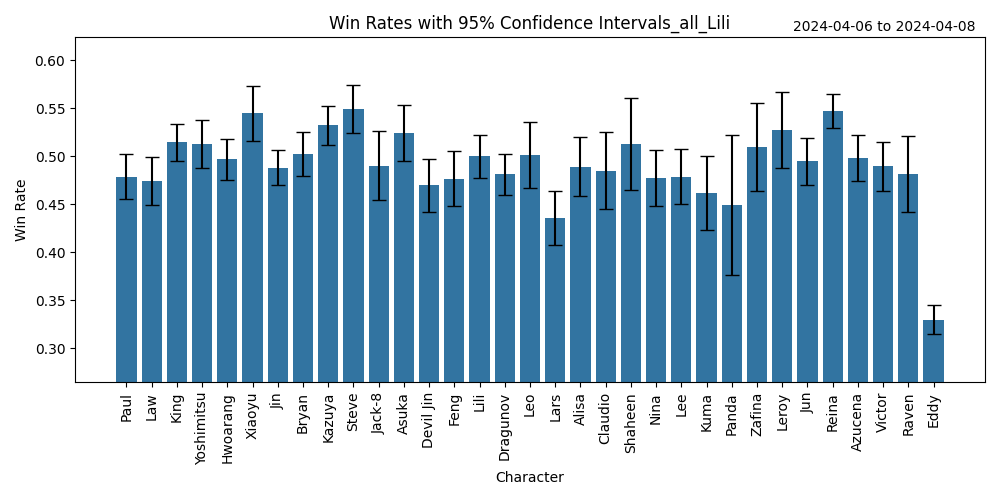 Win Rates with 95% Confidence Intervals_all_Lili
2024-04-06 to 2024-04-08
Win Rate
0.60
0.55
0.50
0.45
0.40
0.35
0.30
Paul
Law
King
Yoshimitsu
Hwoarang
Xiaoyu
Jin
Bryan
Kazuya
Steve
Jack-8
Asuka
Devil Jin
Feng
Lili
Dragunov
Leo
Lars
Alisa
Claudio
Shaheen
Nina
Lee
Kuma
Panda
Zafina
Leroy
Jun
Reina
Azucena
Victor
Raven
Eddy
Character